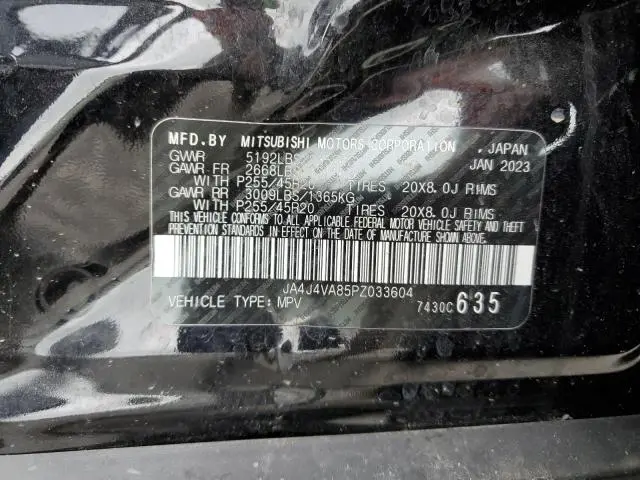 MFD.BY MITSUBISHI MOTORS CORPORATION , JAPAN
GVWR 5192LBS JAN 2023
GAWR FR 2668LBS
WITH P255/45R20 TIRES 20X8.0J RIMS
GAWR RR 3009LBS/1365KG
WITH P255/45R20 TIRES 20X8.0J RIMS
THIS VEHICLE CONFORMS TO ALL APPLICABLE FEDERAL MOTOR VEHICLE SAFETY AND THEFT
PREVENTION STANDARDS IN EFFECT ON THE DATE OF MANUFACTURE SHOWN ABOVE.
JA4J4VA85PZ033604
VEHICLE TYPE: MPV 7430C 635